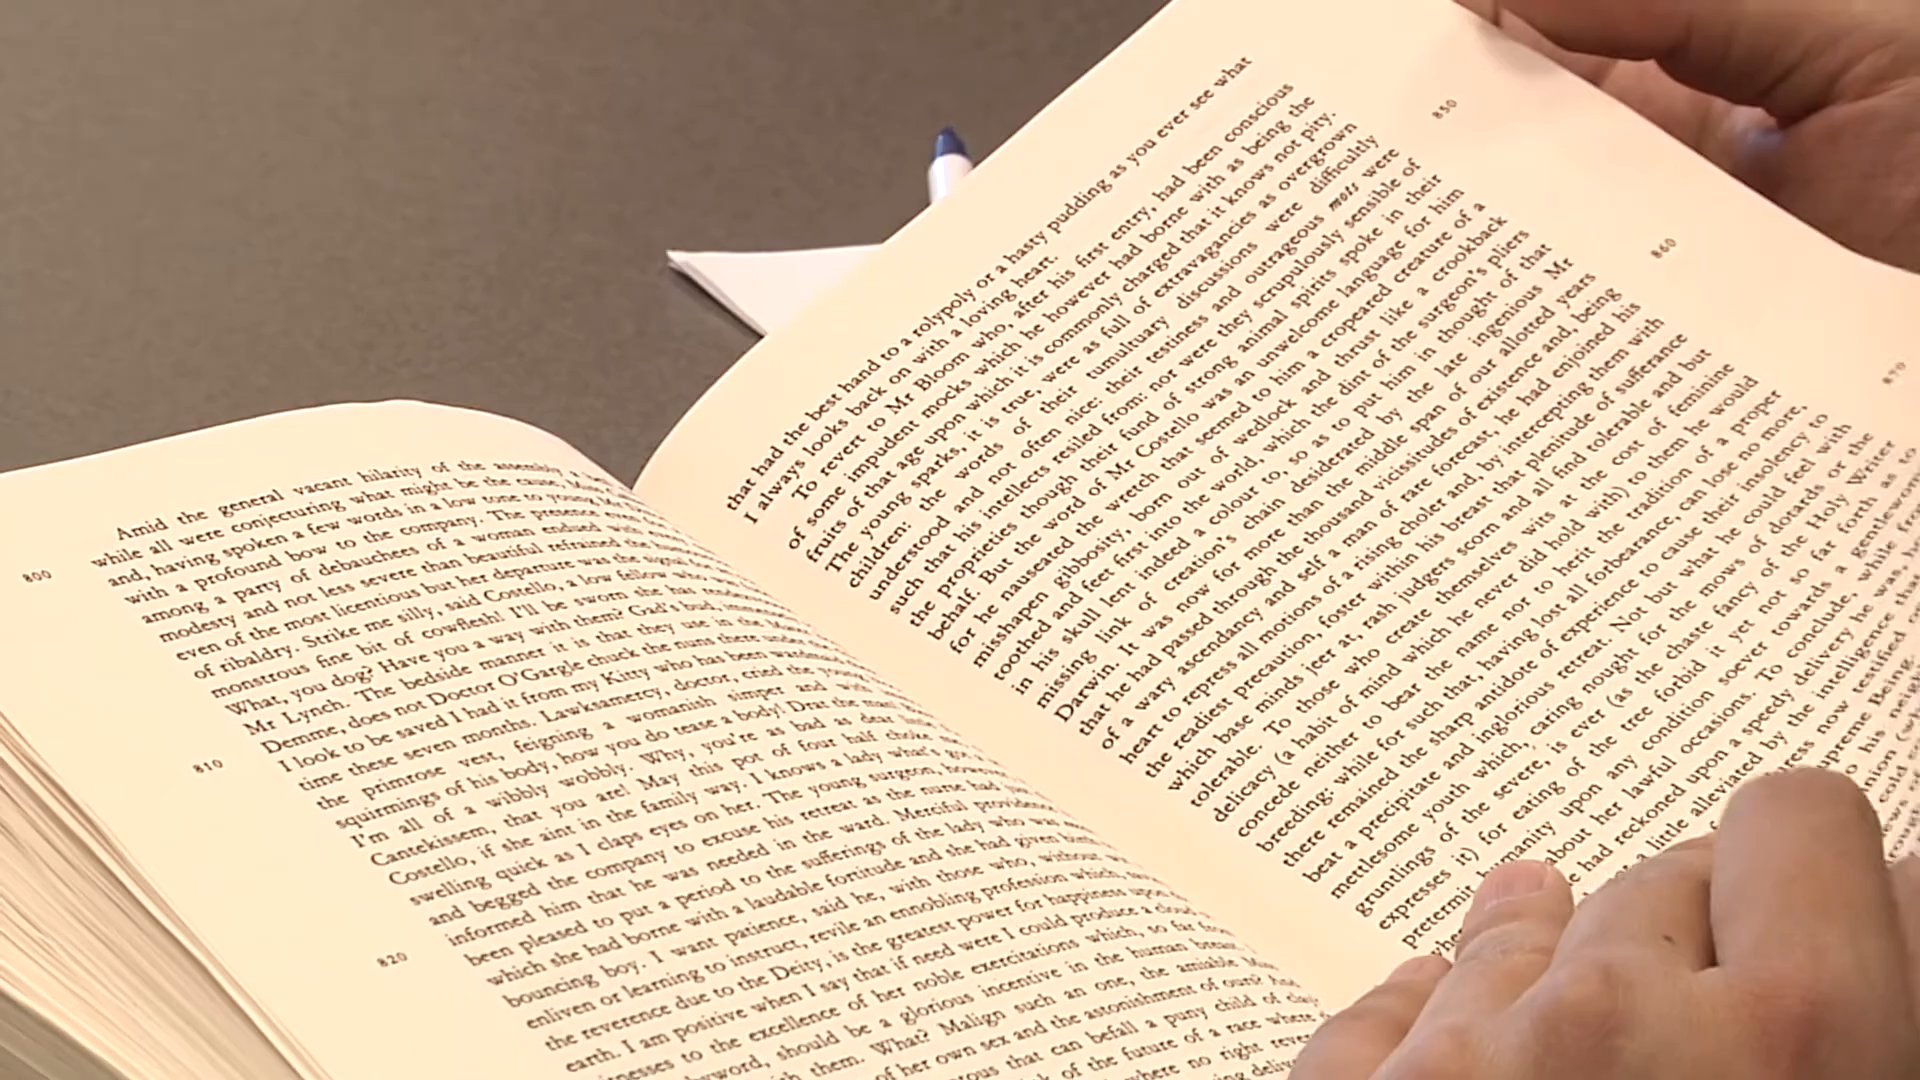 Amid the general vacant hilarity of the assembly
while all were conjecturing what might be the cause
and, having spoken a few words in a low tone to young
800 with a profound bow to the company. The presence
among a party of debauchees of a woman endued
modesty and not less severe than beautiful refrained the
even of the most licentious but her departure was the signal
of ribaldry. Strike me silly, said Costello, a low fellow who
monstrous fine bit of cowflesh! I'll be sworn she has
What, you dog? Have you a way with them? Gad's bud,
Mr Lynch. The bedside manner it is that they use in the
Demme, does not Doctor O'Gargle chuck the nuns there under
I look to be saved I had it from my Kitty who has been wardmaid
810 time these seven months. Lawksamercy, doctor, cried the
the primrose vest, feigning a womanish simper and with
squirmings of his body, how you do tease a body! Drat the man!
I'm all of a wibbly wobbly. Why, you're as bad as dear
Cantekissem, that you are! May this pot of four half choke
Costello, if she aint in the family way. I knows a lady what's got
swelling quick as I claps eyes on her. The young surgeon, however,
and begged the company to excuse his retreat as the nurse had just
informed him that he was needed in the ward. Merciful providence
been pleased to put a period to the sufferings of the lady who was
820 which she had borne with a laudable fortitude and she had given birth
bouncing boy. I want patience, said he, with those who, without
enliven or learning to instruct, revile an ennobling profession which,
the reverence due to the Deity, is the greatest power for happiness upon
earth. I am positive when I say that if need were I could produce a cloud
to the excellence of her noble exercitations which, so far from
should be a glorious incentive in the human breast.
them. What? Malign such an one, the amiable
of her own sex and the astonishment of ours?
that can befall a puny child of clay
of the future of a race where
where no right
that had the best hand to a rolypoly or a hasty pudding as you ever see what
I always looks back on with a loving heart.
To revert to Mr Bloom who, after his first entry, had been conscious
of some impudent mocks which he however had borne with as being the
fruits of that age upon which it is commonly charged that it knows not pity.
The young sparks, it is true, were as full of extravagancies as overgrown
children: the words of their tumultuary discussions were difficultly
850 understood and not often nice: their testiness and outrageous mots were
such that his intellects resiled from: nor were they scrupulously sensible of
the proprieties though their fund of strong animal spirits spoke in their
behalf. But the word of Mr Costello was an unwelcome language for him
for he nauseated the wretch that seemed to him a cropeared creature of a
misshapen gibbosity, born out of wedlock and thrust like a crookback
toothed and feet first into the world, which the dint of the surgeon's pliers
in his skull lent indeed a colour to, so as to put him in thought of that
missing link of creation's chain desiderated by the late ingenious Mr
Darwin. It was now for more than the middle span of our allotted years
860 that he had passed through the thousand vicissitudes of existence and, being
of a wary ascendancy and self a man of rare forecast, he had enjoined his
heart to repress all motions of a rising choler and, by intercepting them with
the readiest precaution, foster within his breast that plenitude of sufferance
which base minds jeer at, rash judgers scorn and all find tolerable and but
tolerable. To those who create themselves wits at the cost of feminine
delicacy (a habit of mind which he never did hold with) to them he would
concede neither to bear the name nor to herit the tradition of a proper
breeding: while for such that, having lost all forbearance, can lose no more,
there remained the sharp antidote of experience to cause their insolency to
870 beat a precipitate and inglorious retreat. Not but what he could feel with
mettlesome youth which, caring nought for the mows of dotards or the
gruntlings of the severe, is ever (as the chaste fancy of the Holy Writer
expresses it) for eating of the tree forbid it yet not so far forth as to
pretermit humanity upon any condition soever towards a gentlewoman
about her lawful occasions. To conclude, while from
he had reckoned upon a speedy delivery he was,
a little alleviated by the intelligence that
now testified
Supreme Being.
to his